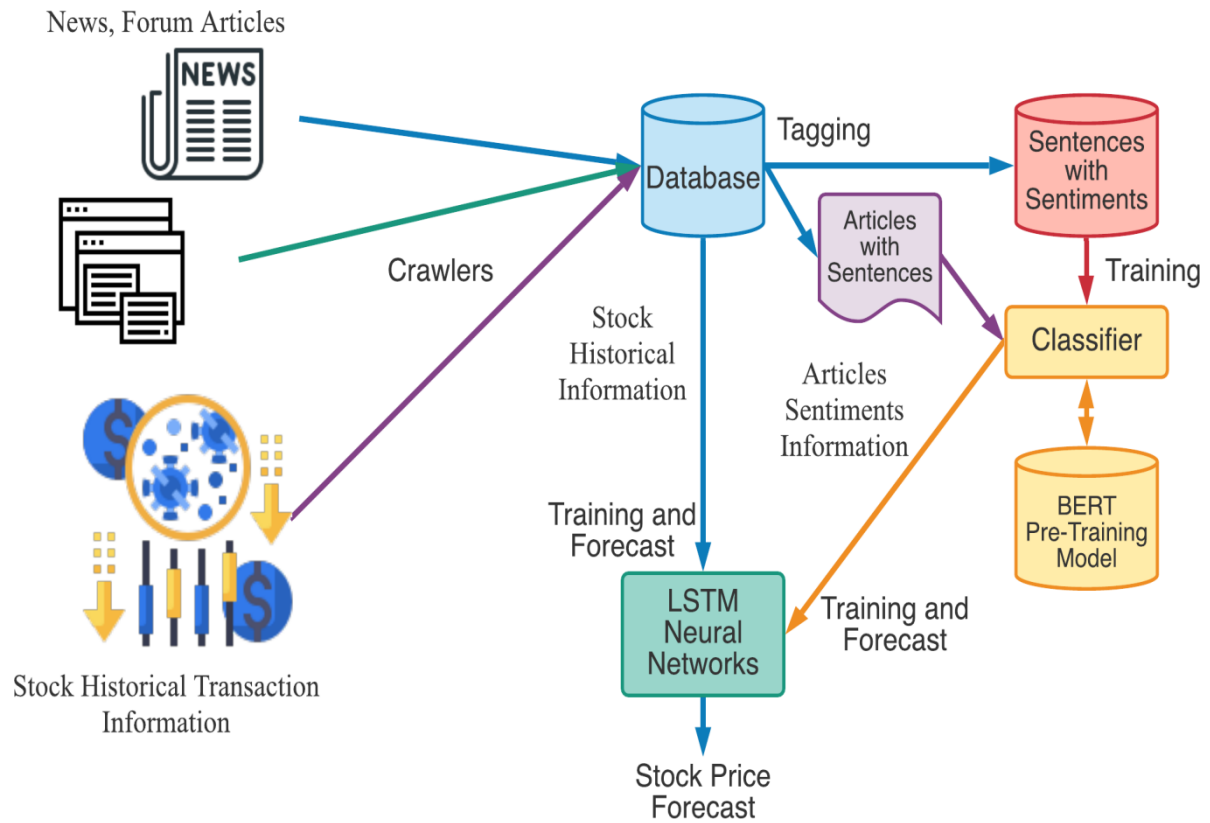 News, Forum Articles
NEWS
Crawlers
Stock Historical Transaction
Information
Database
Tagging
Sentences
with
Sentiments
Articles
with
Sentences
Training
Classifier
Stock
Historical
Information
Articles
Sentiments
Information
BERT
Pre-Training
Model
Training and
Forecast
LSTM
Neural
Networks
Training and
Forecast
Stock Price
Forecast